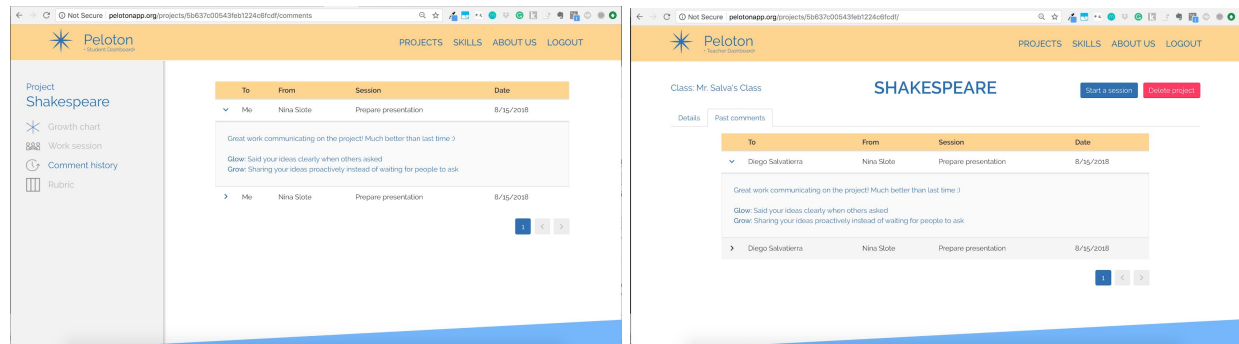 Not Secure pelotonapp.org/projects/5b637c00643feb1224c6fcdf/comments
Peloton
- Student Dashboard-
PROJECTS SKILLS ABOUT US LOGOUT
Project
Shakespeare
Growth chart
Work session
Comment history
Rubric
To From Session Date
Me Nina Slote Prepare presentation 8/15/2018
Great work communicating on the project! Much better than last time :)
Glow: Said your ideas clearly when others asked
Grow: Sharing your ideas proactively instead of waiting for people to ask
Me Nina Slote Prepare presentation 8/15/2018
1 < >
Not Secure pelotonapp.org/projects/5b637c00643feb1224c6fcdf/
Peloton
- Teacher Dashboard-
PROJECTS SKILLS ABOUT US LOGOUT
Class: Mr. Salva's Class
SHAKESPEARE
Start a session Delete project
Details Past comments
To From Session Date
Diego Salvatierra Nina Slote Prepare presentation 8/15/2018
Great work communicating on the project! Much better than last time :)
Glow: Said your ideas clearly when others asked
Grow: Sharing your ideas proactively instead of waiting for people to ask
Diego Salvatierra Nina Slote Prepare presentation 8/15/2018
1 < >